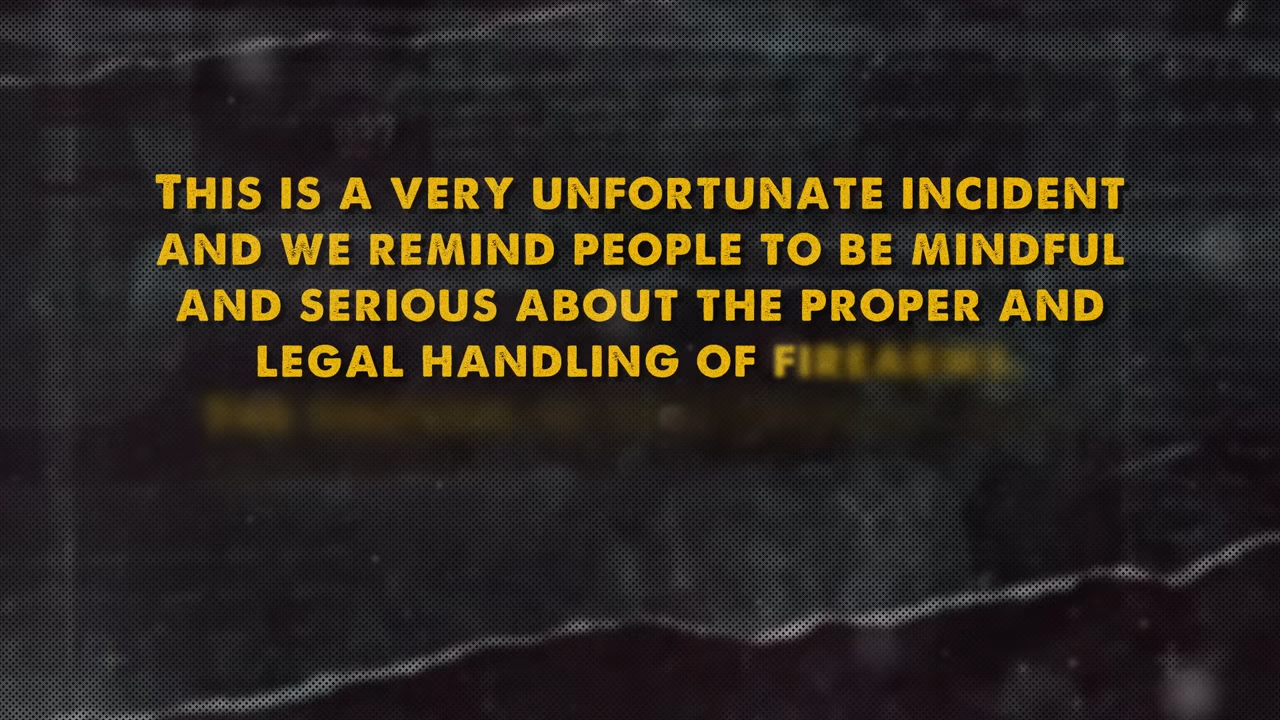 This is a very unfortunate incident
and we remind people to be mindful
and serious about the proper and
legal handling of firearms.